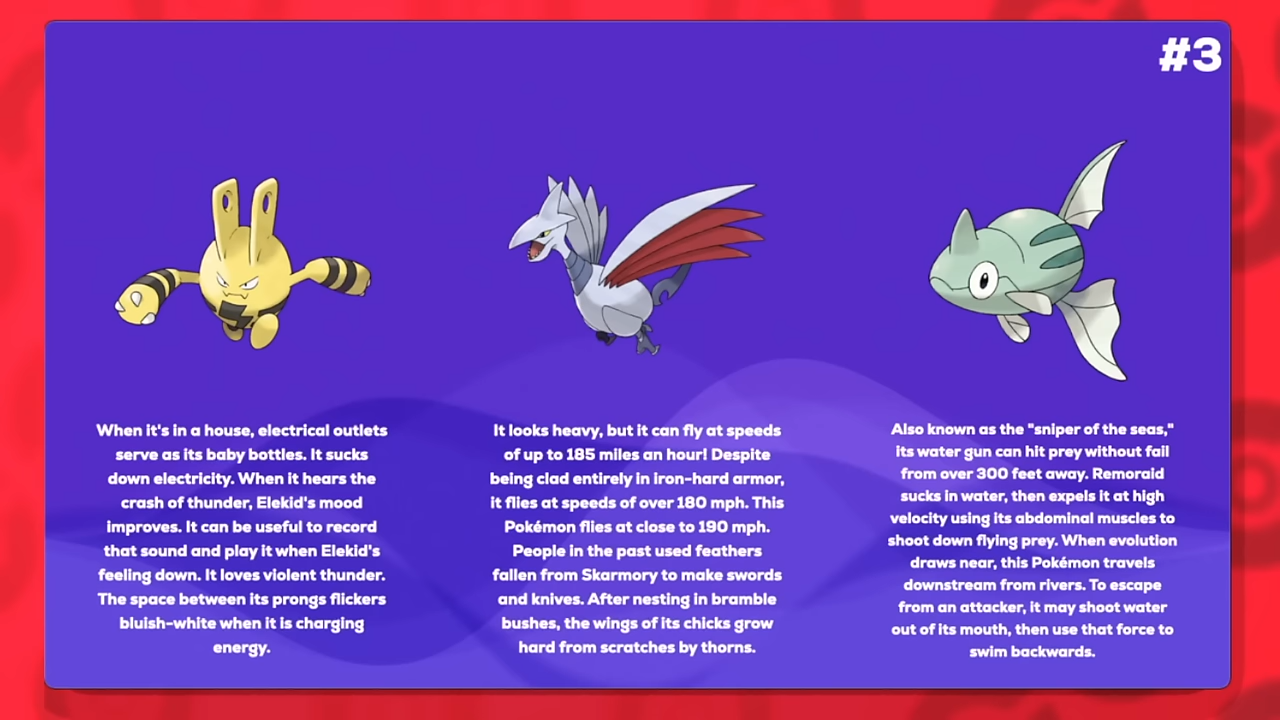 #3
When it's in a house, electrical outlets
serve as its baby bottles. It sucks
down electricity. When it hears the
crash of thunder, Elekid's mood
improves. It can be useful to record
that sound and play it when Elekid's
feeling down. It loves violent thunder.
The space between its prongs flickers
bluish-white when it is charging
energy.
It looks heavy, but it can fly at speeds
of up to 185 miles an hour! Despite
being clad entirely in iron-hard armor,
it flies at speeds of over 180 mph. This
Pokémon flies at close to 190 mph.
People in the past used feathers
fallen from Skarmory to make swords
and knives. After nesting in bramble
bushes, the wings of its chicks grow
hard from scratches by thorns.
Also known as the "sniper of the seas,"
its water gun can hit prey without fail
from over 300 feet away. Remoraid
sucks in water, then expels it at high
velocity using its abdominal muscles to
shoot down flying prey. When evolution
draws near, this Pokémon travels
downstream from rivers. To escape
from an attacker, it may shoot water
out of its mouth, then use that force to
swim backwards.